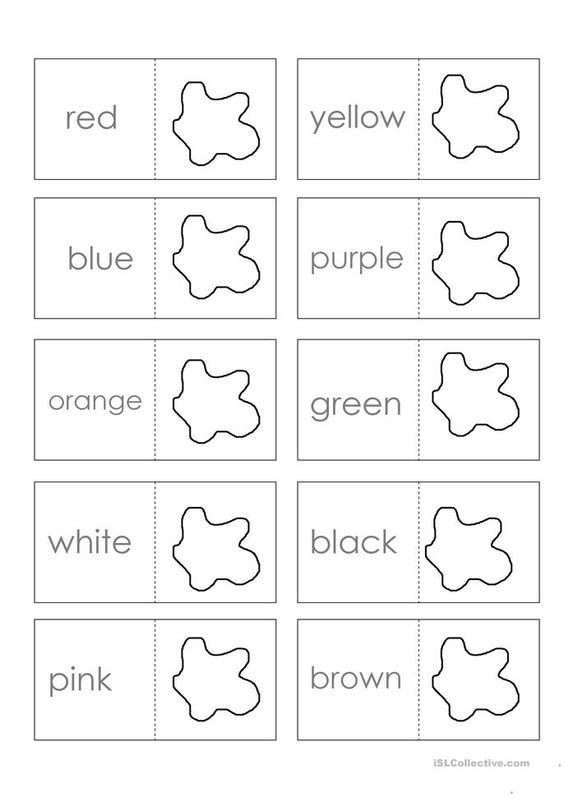 red
yellow
blue
purple
orange
green
white
black
pink
brown
iSLCollective.com